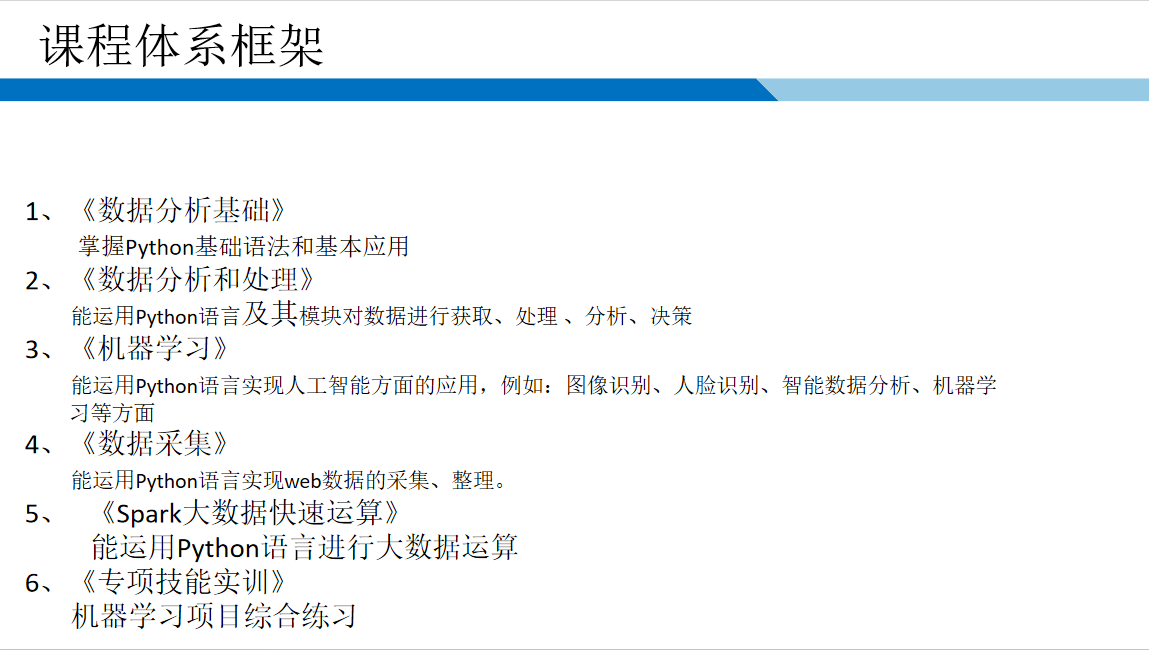 课程体系框架
1、 《数据分析基础》
掌握Python基础语法和基本应用
2、 《数据分析和处理》
能运用Python语言及其模块对数据进行获取、处理 、分析、决策
3、 《机器学习》
能运用Python语言实现人工智能方面的应用，例如：图像识别、人脸识别、智能数据分析、机器学
习等方面
4、 《数据采集》
能运用Python语言实现web数据的采集、整理。
5、 《Spark大数据快速运算》
能运用Python语言进行大数据运算
6、 《专项技能实训》
机器学习项目综合练习